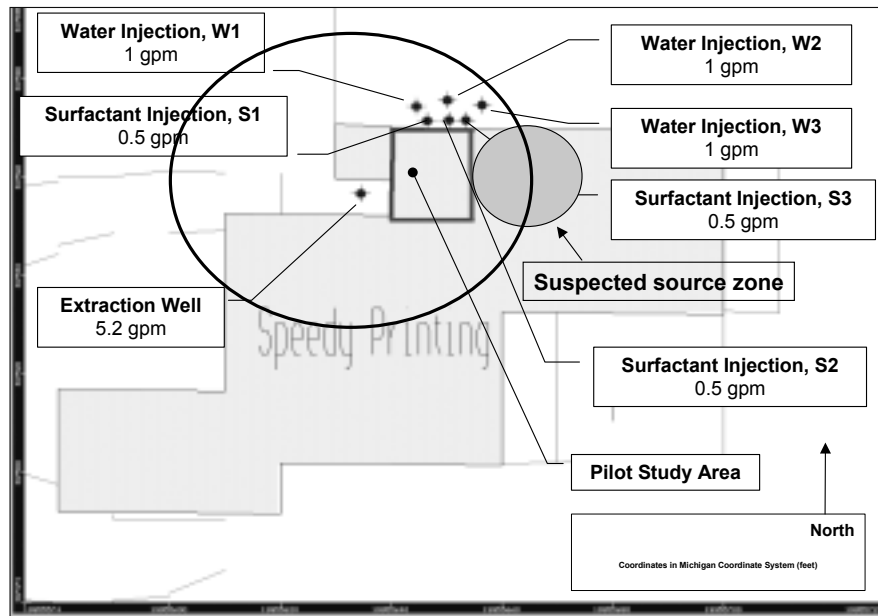 Water Injection, W1
1 gpm
Water Injection, W2
1 gpm
Surfactant Injection, S1
0.5 gpm
Water Injection, W3
1 gpm
Surfactant Injection, S3
0.5 gpm
Suspected source zone
Extraction Well
5.2 gpm
Speedy Printing
Surfactant Injection, S2
0.5 gpm
Pilot Study Area
North
Coordinates in Michigan Coordinate System (feet)